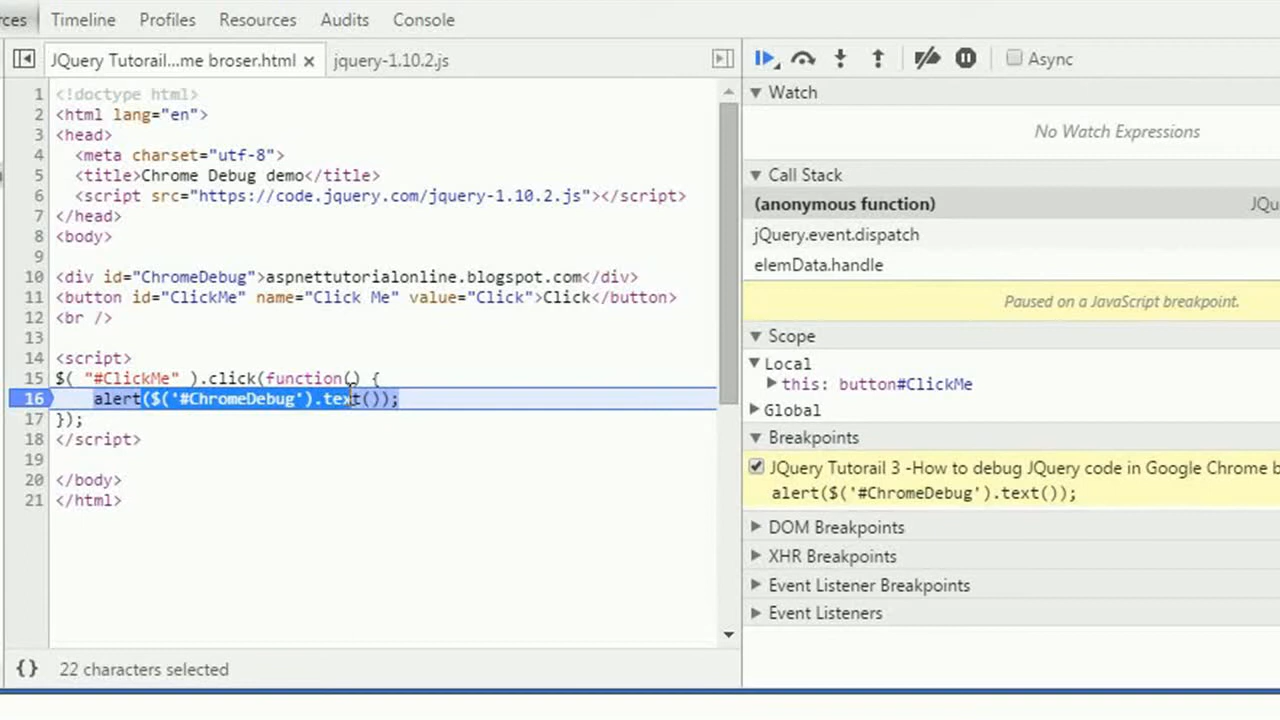 rces Timeline Profiles Resources Audits Console
JQuery Tutorail...me broser.html × jquery-1.10.2.js
Async
1 <!doctype html>
2 <html lang="en">
3 <head>
4 <meta charset="utf-8">
5 <title>Chrome Debug demo</title>
6 <script src="https://code.jquery.com/jquery-1.10.2.js"></script>
7 </head>
8 <body>
9
10 <div id="ChromeDebug">aspnettutorialonline.blogspot.com</div>
11 <button id="ClickMe" name="Click Me" value="Click">Click</button>
12 <br />
13
14 <script>
15 $( "#ClickMe" ).click(function() {
16 alert($('#ChromeDebug').text());
17 });
18 </script>
19
20 </body>
21 </html>
{} 22 characters selected
Watch
No Watch Expressions
Call Stack
(anonymous function) JQu
jQuery.event.dispatch
elemData.handle
Paused on a JavaScript breakpoint.
Scope
Local
this: button#ClickMe
Global
Breakpoints
JQuery Tutorail 3 -How to debug JQuery code in Google Chrome b
alert($('#ChromeDebug').text());
DOM Breakpoints
XHR Breakpoints
Event Listener Breakpoints
Event Listeners